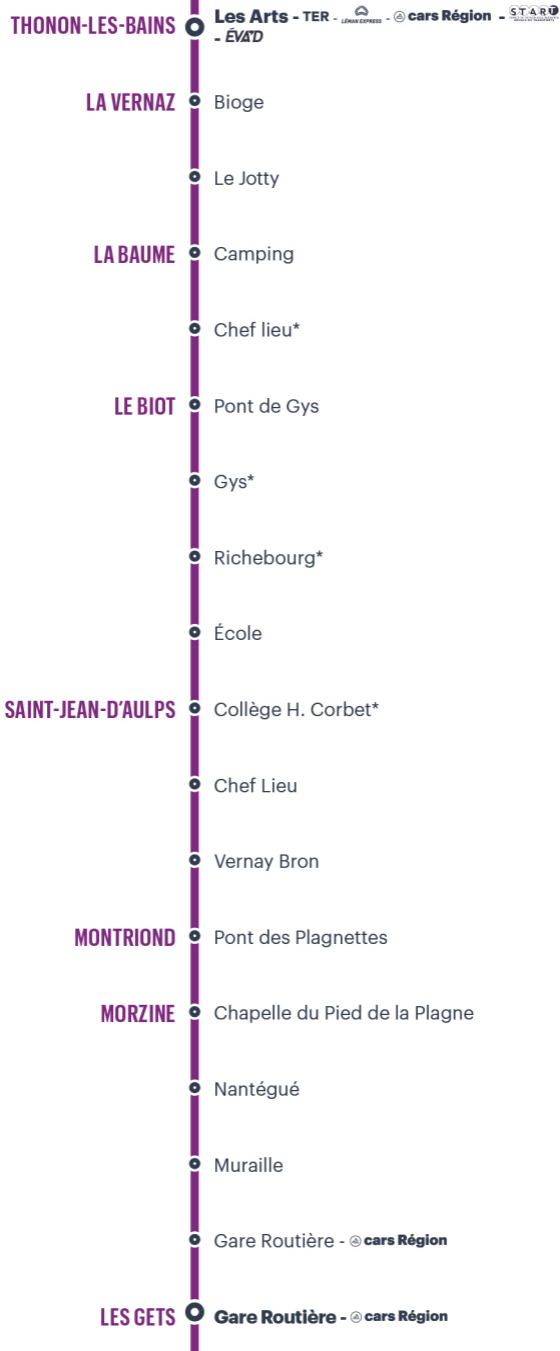 THONON-LES-BAINS Les Arts - TER - LÉMAN EXPRESS - cars Région - START
- ÉVA'D
LA VERNAZ Bioge
Le Jotty
LA BAUME Camping
Chef lieu*
LE BIOT Pont de Gys
Gys*
Richebourg*
École
SAINT-JEAN-D'AULPS Collège H. Corbet*
Chef Lieu
Vernay Bron
MONTRIOND Pont des Plagnettes
MORZINE Chapelle du Pied de la Plagne
Nantégué
Muraille
Gare Routière - cars Région
LES GETS Gare Routière - cars Région